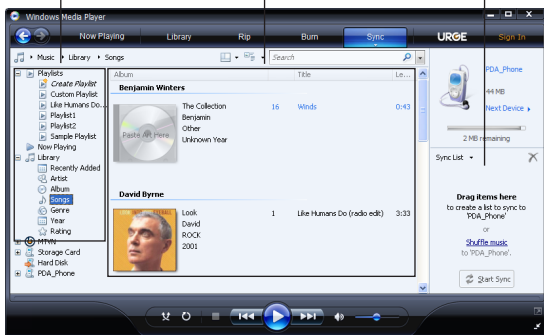 Windows Media Player
Now Playing Library Rip Burn Sync URGE Sign In
Music Library Songs Search
Playlists
Create Playlist
Custom Playlist
Like Humans Do...
Playlist1
Playlist2
Sample Playlist
Now Playing
Library
Recently Added
Artist
Album
Songs
Genre
Year
Rating
MTVN
Storage Card
Hard Disk
PDA_Phone
Album Title Le...
Benjamin Winters
Paste Art Here
The Collection 16 Winds 0:43
Benjamin
Other
Unknown Year
David Byrne
Look 1 Like Humans Do (radio edit) 3:33
David
ROCK
2001
PDA_Phone
44 MB
Next Device
2 MB remaining
Sync List
Drag items here
to create a list to sync to
'PDA_Phone'
or
Shuffle music
to 'PDA_Phone'.
Start Sync